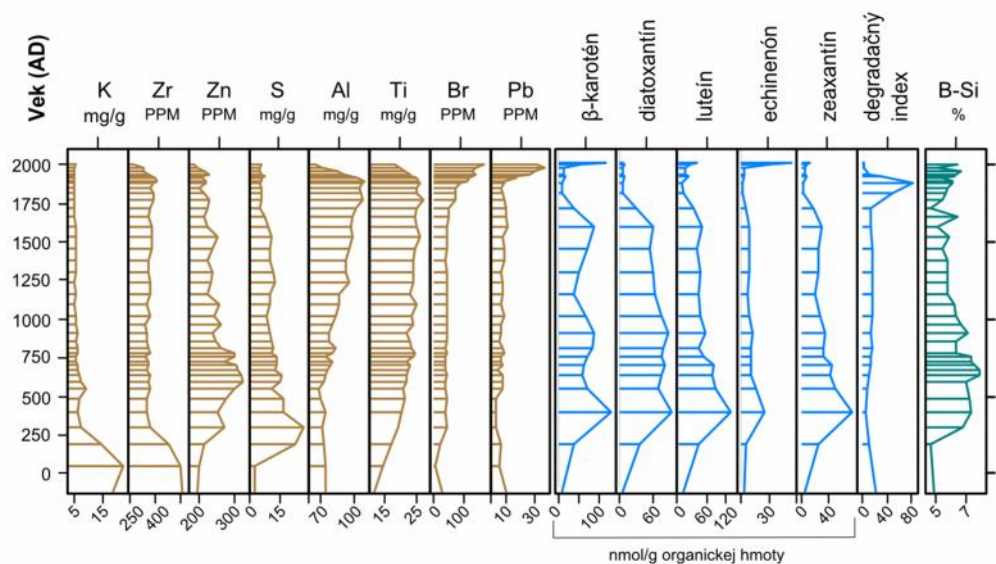 Vek (AD)
K Zr Zn S Al Ti Br Pb β-karotén diatoxantín luteín echinenón zeaxantín degradačný index B-Si
mg/g PPM PPM mg/g mg/g mg/g PPM PPM %
2000
1750
1500
1250
1000
750
500
250
0
5 15 250 400 200 300 0 15 70 100 15 25 0 100 10 30 0 100 0 60 0 60 120 0 30 0 40 0 40 80 5 7
nmol/g organickej hmoty